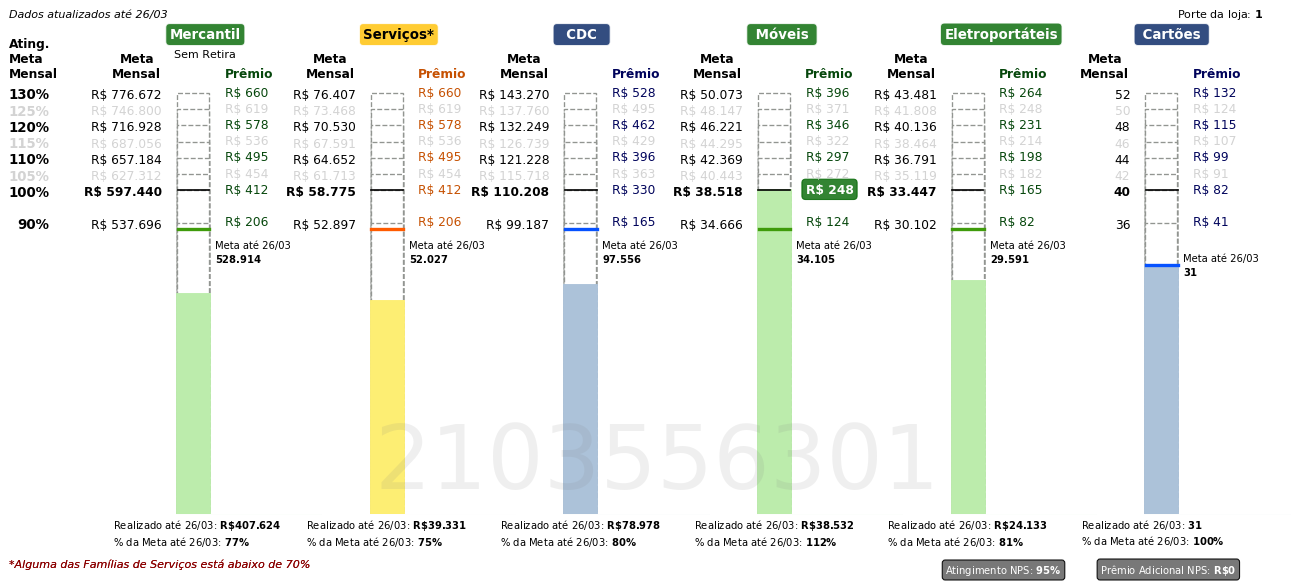 Dados atualizados até 26/03 Porte da loja: 1
Mercantil Serviços* CDC Móveis Eletroportáteis Cartões
Sem Retira
Ating. Meta Mensal Meta Mensal Prêmio Meta Mensal Prêmio Meta Mensal Prêmio Meta Mensal Prêmio Meta Mensal Prêmio Meta Mensal Prêmio
130% R$ 776.672 R$ 660 R$ 76.407 R$ 660 R$ 143.270 R$ 528 R$ 50.073 R$ 396 R$ 43.481 R$ 264 52 R$ 132
125% R$ 746.800 R$ 619 R$ 73.468 R$ 619 R$ 137.760 R$ 495 R$ 48.147 R$ 371 R$ 41.808 R$ 248 50 R$ 124
120% R$ 716.928 R$ 578 R$ 70.530 R$ 578 R$ 132.249 R$ 462 R$ 46.221 R$ 346 R$ 40.136 R$ 231 48 R$ 115
115% R$ 687.056 R$ 536 R$ 67.591 R$ 536 R$ 126.739 R$ 429 R$ 44.295 R$ 322 R$ 38.464 R$ 214 46 R$ 107
110% R$ 657.184 R$ 495 R$ 64.652 R$ 495 R$ 121.228 R$ 396 R$ 42.369 R$ 297 R$ 36.791 R$ 198 44 R$ 99
105% R$ 627.312 R$ 454 R$ 61.713 R$ 454 R$ 115.718 R$ 363 R$ 40.443 R$ 272 R$ 35.119 R$ 182 42 R$ 91
100% R$ 597.440 R$ 412 R$ 58.775 R$ 412 R$ 110.208 R$ 330 R$ 38.518 R$ 248 R$ 33.447 R$ 165 40 R$ 82
90% R$ 537.696 R$ 206 R$ 52.897 R$ 206 R$ 99.187 R$ 165 R$ 34.666 R$ 124 R$ 30.102 R$ 82 36 R$ 41
Meta até 26/03 Meta até 26/03 Meta até 26/03 Meta até 26/03 Meta até 26/03 Meta até 26/03
528.914 52.027 97.556 34.105 29.591 31
2103556301
Realizado até 26/03: R$407.624 Realizado até 26/03: R$39.331 Realizado até 26/03: R$78.978 Realizado até 26/03: R$38.532 Realizado até 26/03: R$24.133 Realizado até 26/03: 31
% da Meta até 26/03: 77% % da Meta até 26/03: 75% % da Meta até 26/03: 80% % da Meta até 26/03: 112% % da Meta até 26/03: 81% % da Meta até 26/03: 100%
*Alguma das Famílias de Serviços está abaixo de 70% Atingimento NPS: 95% Prêmio Adicional NPS: R$0